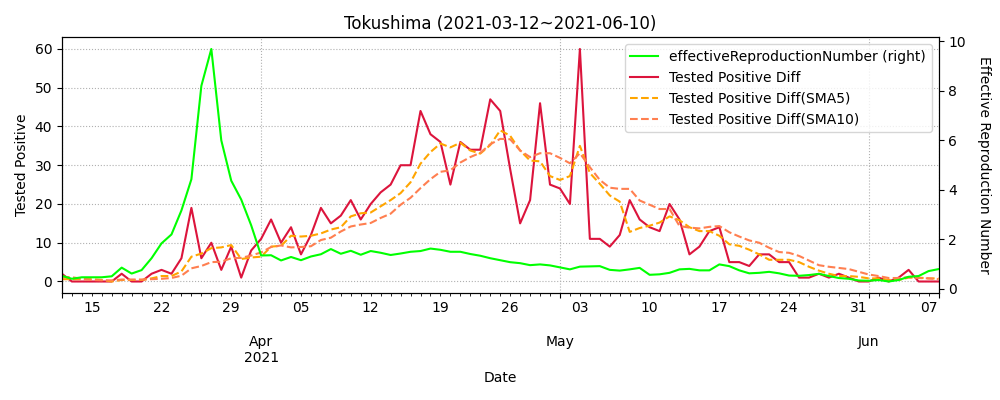 Tokushima (2021-03-12~2021-06-10)
effectiveReproductionNumber (right)
Tested Positive Diff
Tested Positive Diff(SMA5)
Tested Positive Diff(SMA10)
Tested Positive
60
50
40
30
20
10
0
Effective Reproduction Number
10
8
6
4
2
0
15 22 29 05 12 19 26 03 10 17 24 31 07
Apr May Jun
2021
Date